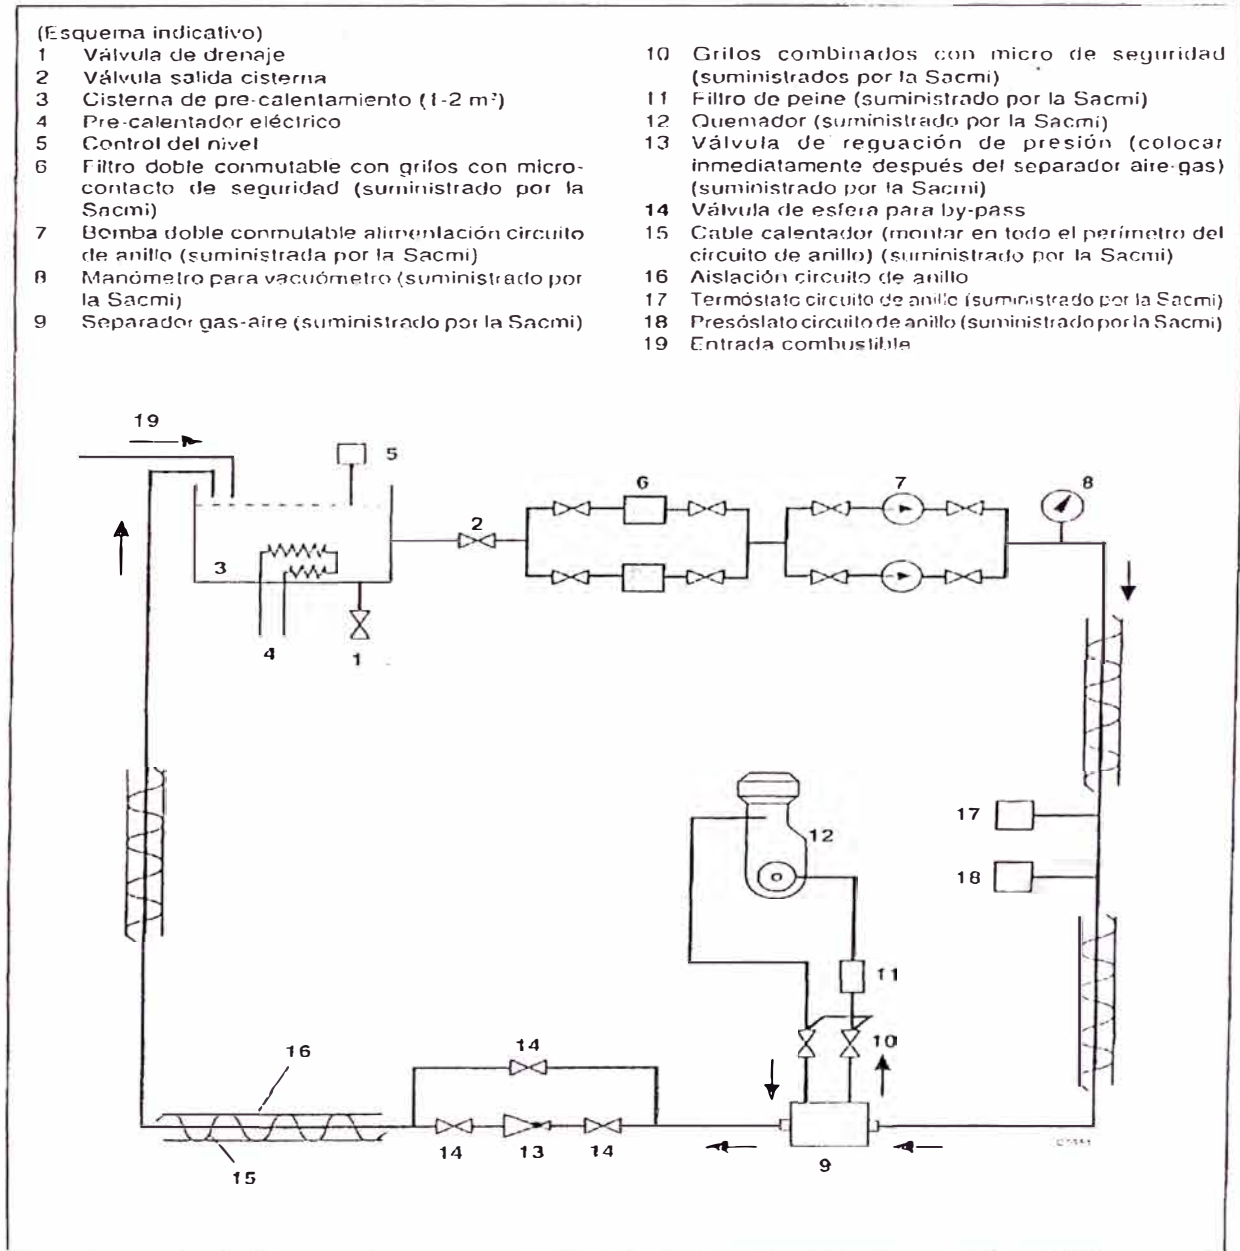 (Esquema indicativo)
1 Válvula de drenaje
2 Válvula salida cisterna
3 Cisterna de pre-calentamiento (1-2 m³)
4 Pre-calentador eléctrico
5 Control del nivel
6 Filtro doble conmutable con grifos con micro-
contacto de seguridad (suministrado por la
Sacmi)
7 Bomba doble conmutable alimentación circuito
de anillo (suministrada por la Sacmi)
8 Manómetro para vacuómetro (suministrado por
la Sacmi)
9 Separador gas-aire (suministrado por la Sacmi)
10 Grifos combinados con micro de seguridad
(suministrados por la Sacmi)
11 Filtro de peine (suministrado por la Sacmi)
12 Quemador (suministrado por la Sacmi)
13 Válvula de reguación de presión (colocar
inmediatamente después del separador aire-gas)
(suministrado por la Sacmi)
14 Válvula de esfera para by-pass
15 Cable calentador (montar en todo el perímetro del
circuito de anillo) (suministrado por la Sacmi)
16 Aislación circuito de anillo
17 Termóstato circuito de anillo (suministrado por la Sacmi)
18 Presóstato circuito de anillo (suministrado por la Sacmi)
19 Entrada combustible
19
5
6
7
8
2
3
4
1
17
12
18
11
10
14
16
14
13
14
9
15